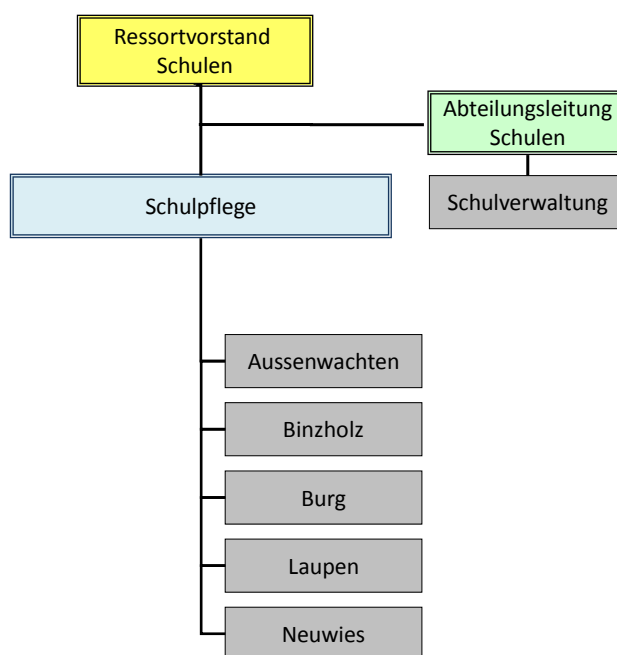 Ressortvorstand
Schulen
Abteilungsleitung
Schulen
Schulpflege
Schulverwaltung
Aussenwachten
Binzholz
Burg
Laupen
Neuwies